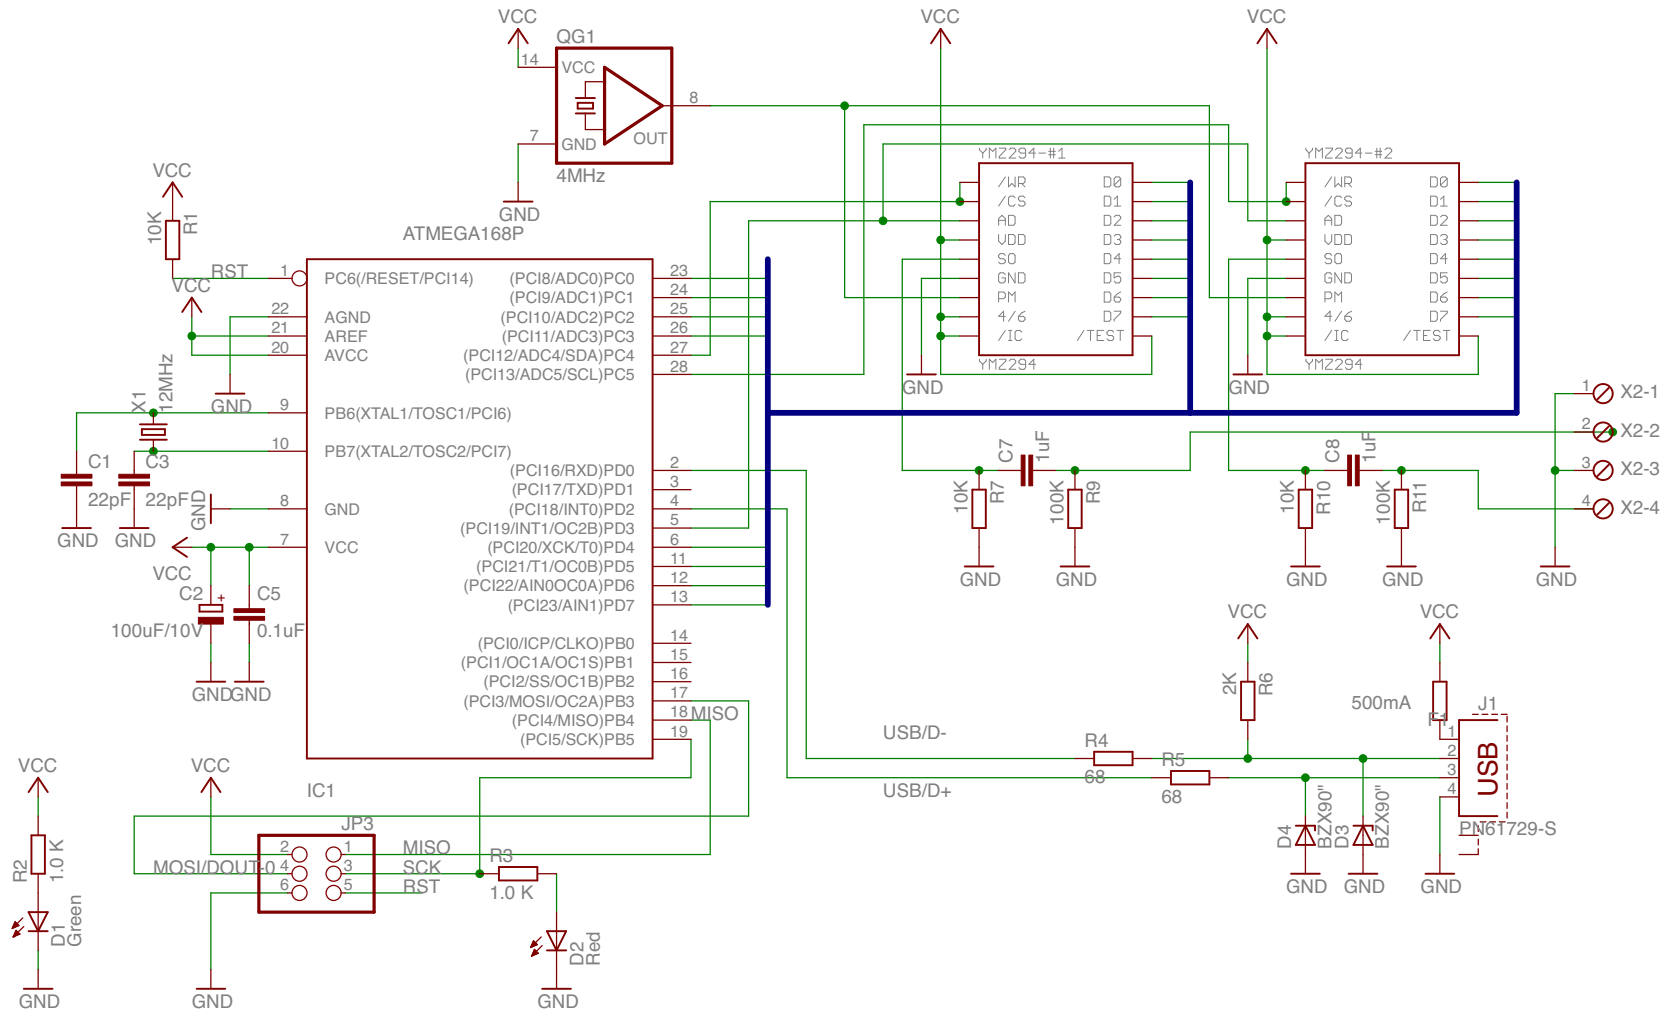 VCC
QG1
14
VCC
8
7
GND
OUT
4MHz
GND
VCC
VCC
VCC
10K
R1
RST
VCC
ATMEGA168P
1
PC6(/RESET/PCI14)
22
AGND
21
AREF
20
AVCC
GND
X1
12MHz
9
PB6(XTAL1/TOSC1/PCI6)
10
PB7(XTAL2/TOSC2/PCI7)
C1
22pF
C3
22pF
GND
GND
GND
8
GND
7
VCC
VCC
C2
+
100uF/10V
C5
0.1uF
GND
GND
(PCI8/ADC0)PC0
23
(PCI9/ADC1)PC1
24
(PCI10/ADC2)PC2
25
(PCI11/ADC3)PC3
26
(PCI12/ADC4/SDA)PC4
27
(PCI13/ADC5/SCL)PC5
28
(PCI16/RXD)PD0
2
(PCI17/TXD)PD1
3
(PCI18/INT0)PD2
4
(PCI19/INT1/OC2B)PD3
5
(PCI20/XCK/T0)PD4
6
(PCI21/T1/OC0B)PD5
11
(PCI22/AIN0OC0A)PD6
12
(PCI23/AIN1)PD7
13
(PCI0/ICP/CLKO)PB0
14
(PCI1/OC1A/OC1S)PB1
15
(PCI2/SS/OC1B)PB2
16
(PCI3/MOSI/OC2A)PB3
17
(PCI4/MISO)PB4
18
MISO
(PCI5/SCK)PB5
19
IC1
YMZ294-#1
/WR D0
/CS D1
AD D2
VDD D3
SO D4
GND D5
PM D6
4/6 D7
/IC /TEST
YMZ294
GND
YMZ294-#2
/WR D0
/CS D1
AD D2
VDD D3
SO D4
GND D5
PM D6
4/6 D7
/IC /TEST
YMZ294
GND
C7
1uF
10K
R7
100K
R9
GND
GND
C8
1uF
10K
R10
100K
R11
GND
GND
1
X2-1
2
X2-2
3
X2-3
4
X2-4
GND
VCC
2K
R6
VCC
500mA
F1
J1
1
2
3
4
USB
PN61729-S
USB/D-
R4
68
USB/D+
R5
68
D4
BZX90"
D3
BZX90"
GND
GND
GND
VCC
R2
1.0 K
D1
Green
GND
VCC
JP3
2
1
MISO
MOSI/DOUT-0
4
3
SCK
6
5
RST
GND
R3
1.0 K
D2
Red
GND